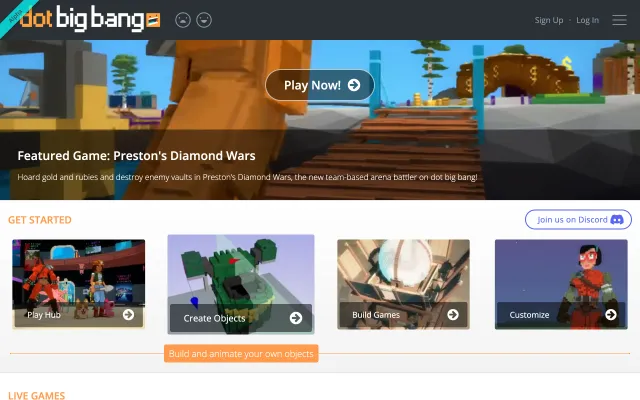 Alpha
dot big bang
Sign Up · Log In
Play Now!
Featured Game: Preston's Diamond Wars
Hoard gold and rubies and destroy enemy vaults in Preston's Diamond Wars, the new team-based arena battler on dot big bang!
GET STARTED
Join us on Discord
Play Hub
Create Objects
Build Games
Customize
Build and animate your own objects
LIVE GAMES